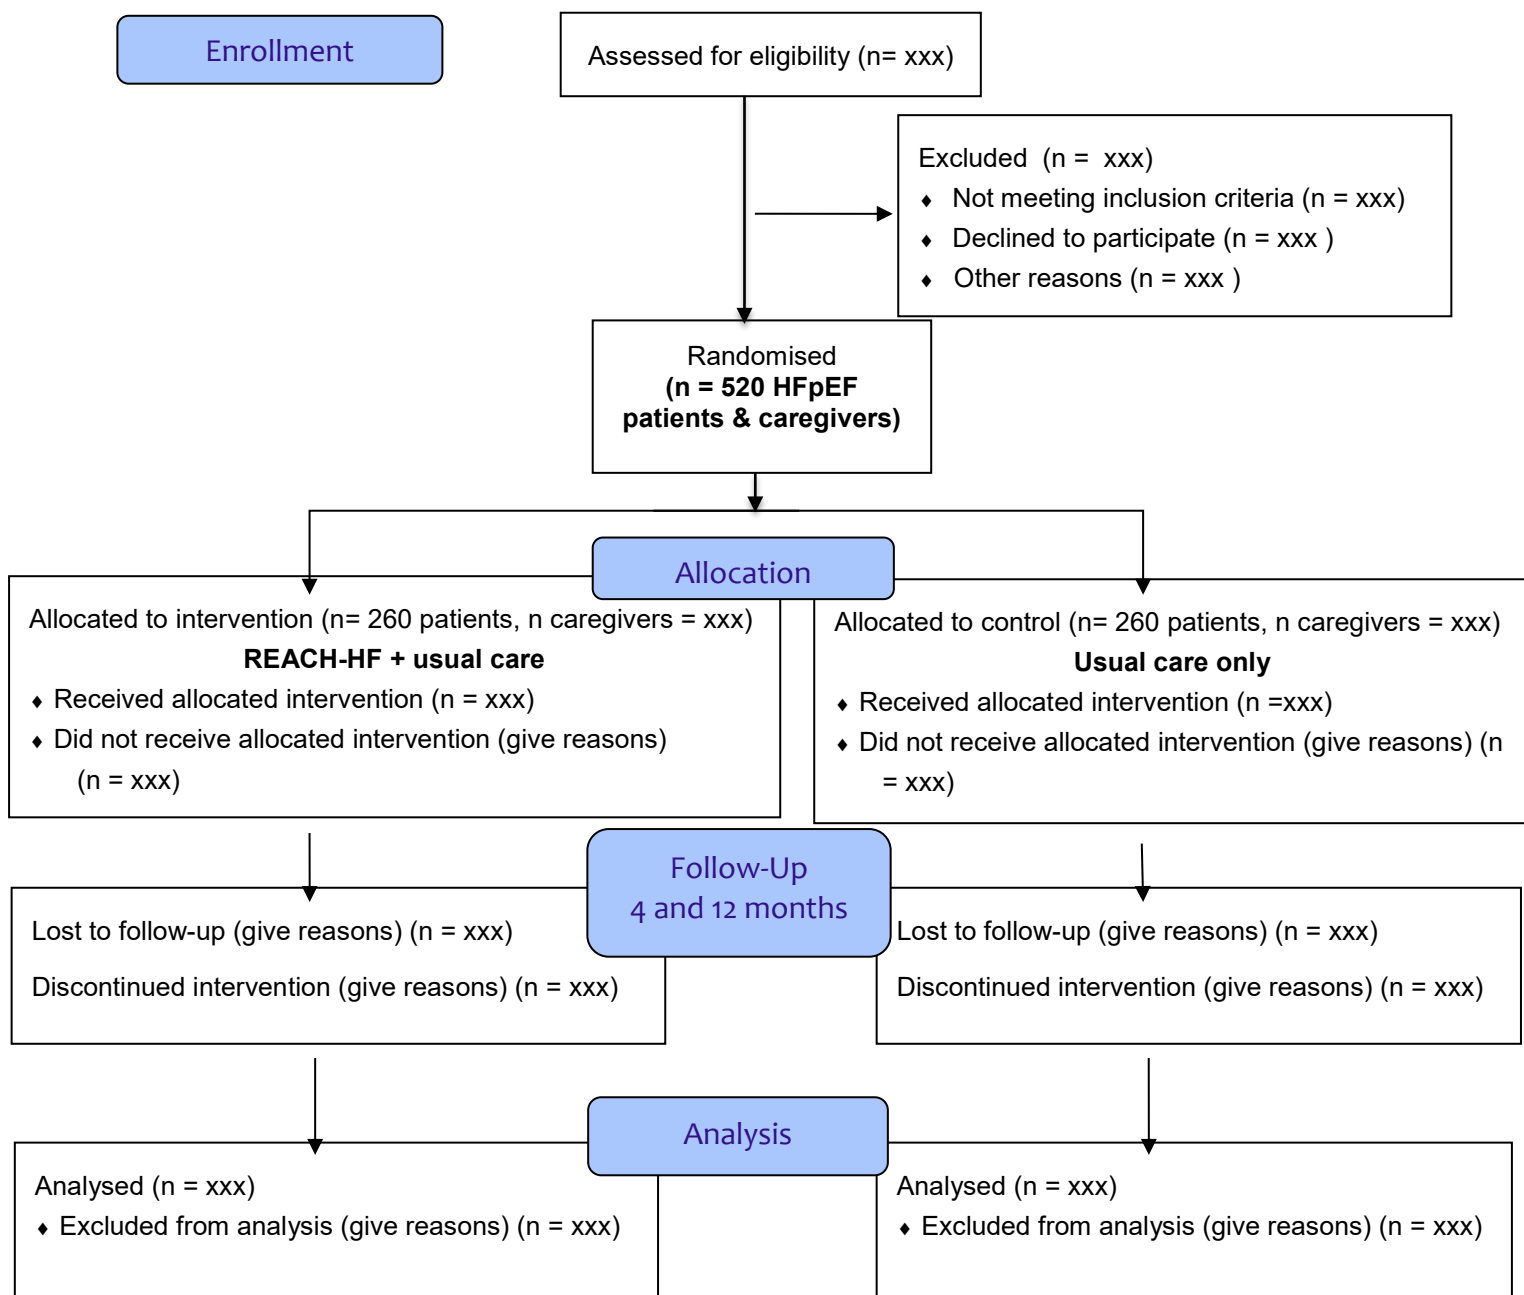 Enrollment
Assessed for eligibility (n= xxx)
Excluded (n = xxx)
♦ Not meeting inclusion criteria (n = xxx)
♦ Declined to participate (n = xxx )
♦ Other reasons (n = xxx )
Randomised
(n = 520 HFpEF
patients & caregivers)
Allocation
Allocated to intervention (n= 260 patients, n caregivers = xxx)
REACH-HF + usual care
♦ Received allocated intervention (n = xxx)
♦ Did not receive allocated intervention (give reasons)
(n = xxx)
Allocated to control (n= 260 patients, n caregivers = xxx)
Usual care only
♦ Received allocated intervention (n =xxx)
♦ Did not receive allocated intervention (give reasons) (n
= xxx)
Follow-Up
4 and 12 months
Lost to follow-up (give reasons) (n = xxx)
Discontinued intervention (give reasons) (n = xxx)
Lost to follow-up (give reasons) (n = xxx)
Discontinued intervention (give reasons) (n = xxx)
Analysis
Analysed (n = xxx)
♦ Excluded from analysis (give reasons) (n = xxx)
Analysed (n = xxx)
♦ Excluded from analysis (give reasons) (n = xxx)